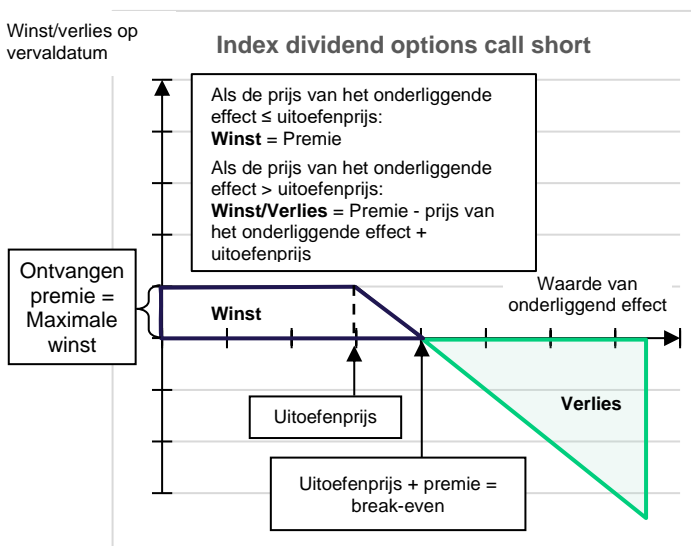 Winst/verlies op
vervaldatum
Index dividend options call short
Als de prijs van het onderliggende
effect ≤ uitoefenprijs:
Winst = Premie
Als de prijs van het onderliggende
effect > uitoefenprijs:
Winst/Verlies = Premie - prijs van
het onderliggende effect +
uitoefenprijs
Ontvangen
premie =
Maximale
winst
Winst
Waarde van
onderliggend effect
Uitoefenprijs
Verlies
Uitoefenprijs + premie =
break-even